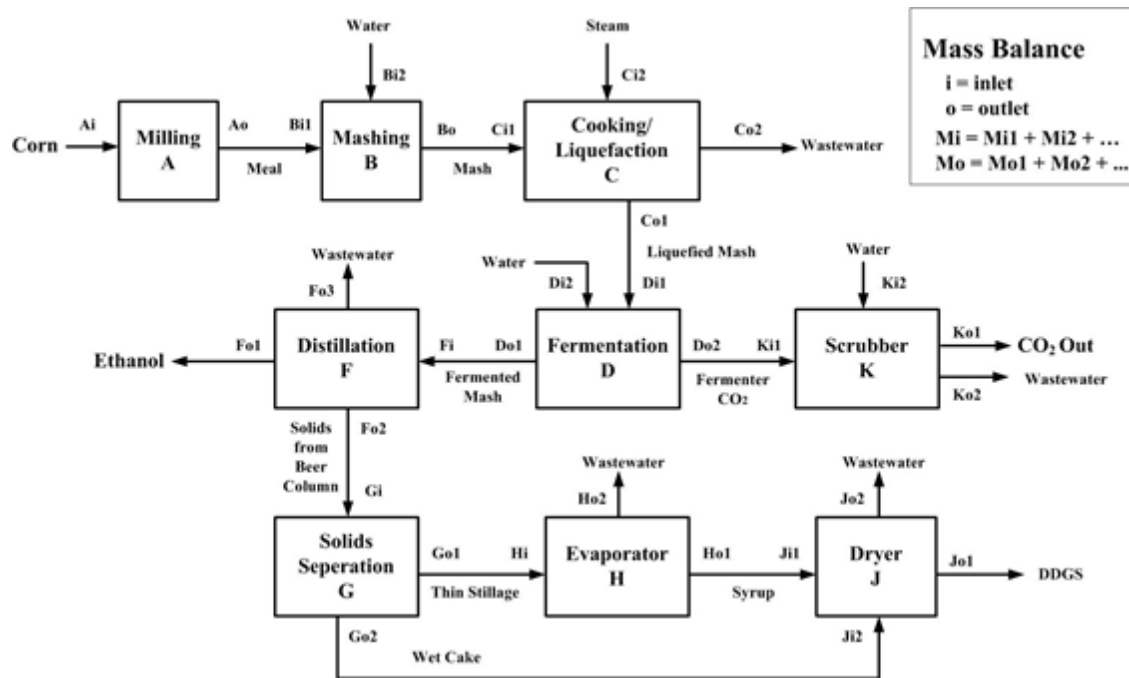 Water
Steam
Mass Balance
i = inlet
o = outlet
Mi = Mi1 + Mi2 + …
Mo = Mo1 + Mo2 + ...
Bi2
Ci2
Corn
Ai
Milling
A
Ao
Bi1
Meal
Mashing
B
Bo
Ci1
Mash
Cooking/
Liquefaction
C
Co2
Wastewater
Co1
Liquefied Mash
Wastewater
Water
Water
Fo3
Di2
Di1
Ki2
Ethanol
Fo1
Distillation
F
Fi
Do1
Fermented
Mash
Fermentation
D
Do2
Ki1
Fermenter
CO₂
Scrubber
K
Ko1
CO₂ Out
Wastewater
Ko2
Solids
from
Beer
Column
Fo2
Gi
Wastewater
Ho2
Wastewater
Jo2
Solids
Seperation
G
Go1
Hi
Thin Stillage
Evaporator
H
Ho1
Ji1
Syrup
Dryer
J
Jo1
DDGS
Go2
Wet Cake
Ji2